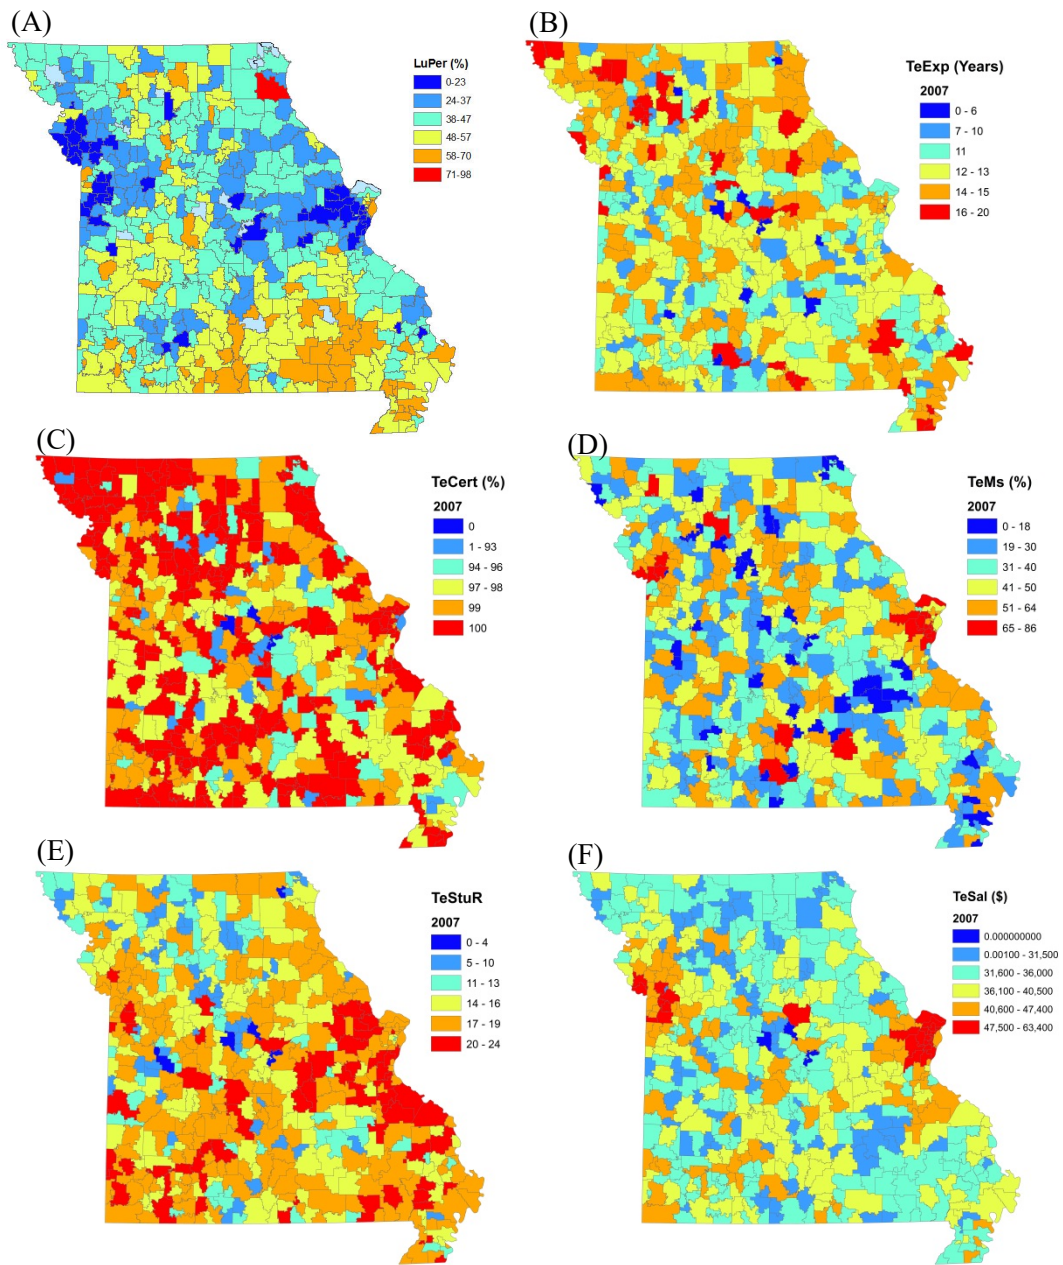 (A)
LuPer (%)
0-23
24-37
38-47
48-57
58-70
71-98
(B)
TeExp (Years)
2007
0 - 6
7 - 10
11
12 - 13
14 - 15
16 - 20
(C)
TeCert (%)
2007
0
1 - 93
94 - 96
97 - 98
99
100
(D)
TeMs (%)
2007
0 - 18
19 - 30
31 - 40
41 - 50
51 - 64
65 - 86
(E)
TeStuR
2007
0 - 4
5 - 10
11 - 13
14 - 16
17 - 19
20 - 24
(F)
TeSal ($)
2007
0.000000000
0.00100 - 31,500
31,600 - 36,000
36,100 - 40,500
40,600 - 47,400
47,500 - 63,400